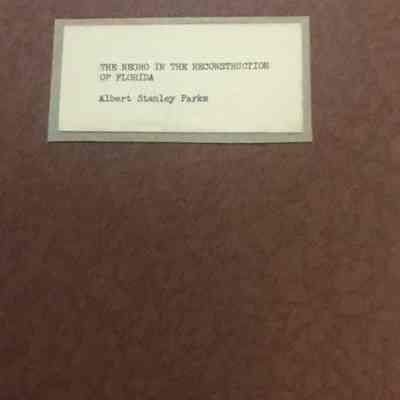 THE NEGRO IN THE RECONSTRUCTION
OF FLORIDA
Albert Stanley Parks